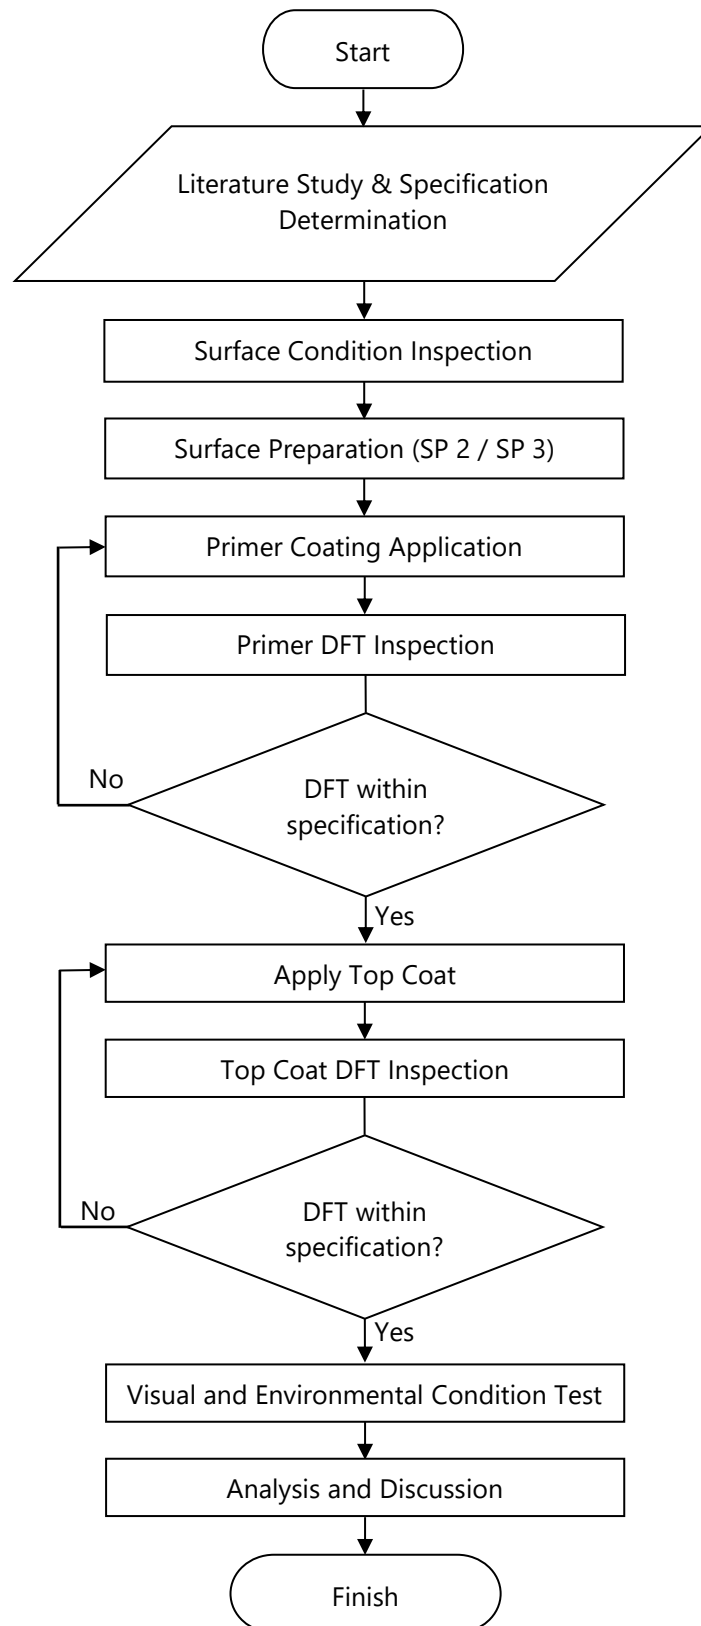 Start
Literature Study & Specification
Determination
Surface Condition Inspection
Surface Preparation (SP 2 / SP 3)
Primer Coating Application
Primer DFT Inspection
No
DFT within
specification?
Yes
Apply Top Coat
Top Coat DFT Inspection
No
DFT within
specification?
Yes
Visual and Environmental Condition Test
Analysis and Discussion
Finish